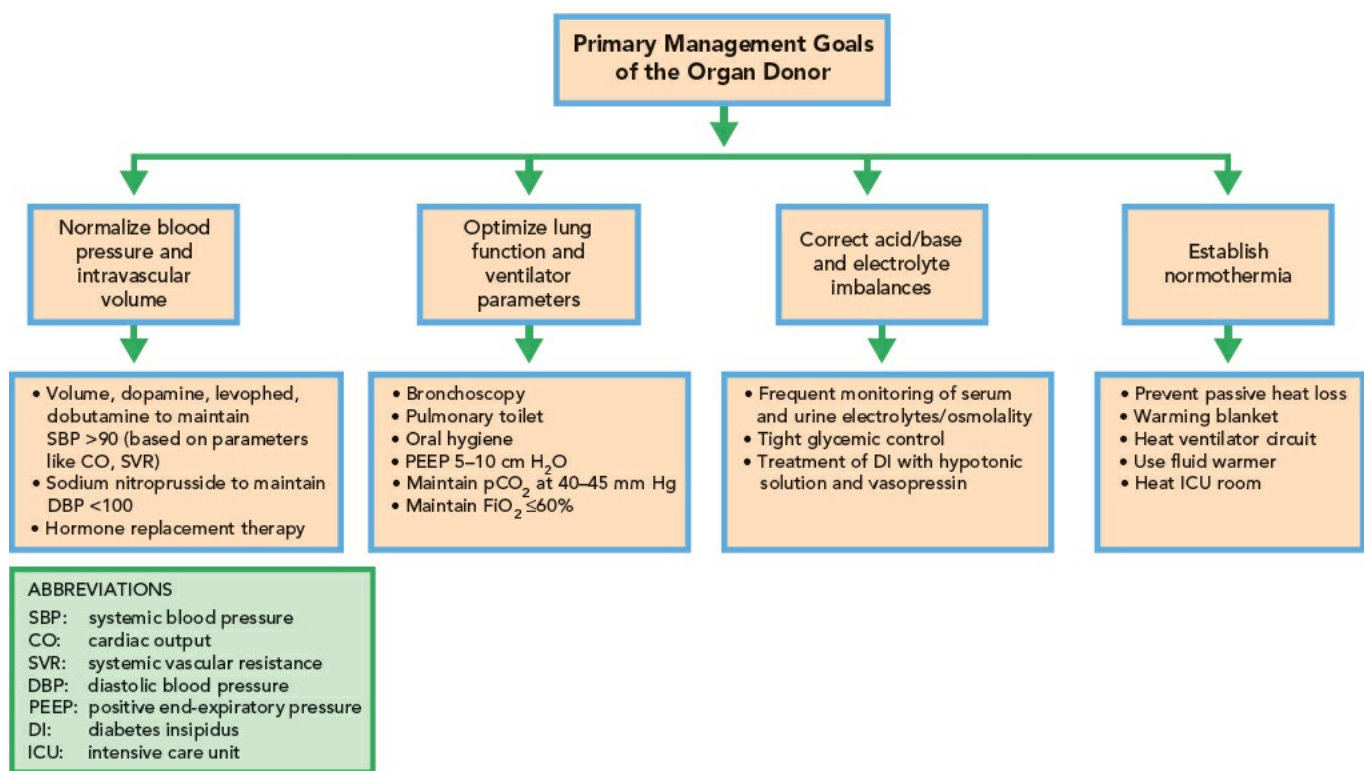 Primary Management Goals
of the Organ Donor
Normalize blood
pressure and
intravascular
volume
Optimize lung
function and
ventilator
parameters
Correct acid/base
and electrolyte
imbalances
Establish
normothermia
• Volume, dopamine, levophed,
dobutamine to maintain
SBP >90 (based on parameters
like CO, SVR)
• Sodium nitroprusside to maintain
DBP <100
• Hormone replacement therapy
• Bronchoscopy
• Pulmonary toilet
• Oral hygiene
• PEEP 5–10 cm H₂O
• Maintain pCO₂ at 40–45 mm Hg
• Maintain FiO₂ ≤60%
• Frequent monitoring of serum
and urine electrolytes/osmolality
• Tight glycemic control
• Treatment of DI with hypotonic
solution and vasopressin
• Prevent passive heat loss
• Warming blanket
• Heat ventilator circuit
• Use fluid warmer
• Heat ICU room
ABBREVIATIONS
SBP: systemic blood pressure
CO: cardiac output
SVR: systemic vascular resistance
DBP: diastolic blood pressure
PEEP: positive end-expiratory pressure
DI: diabetes insipidus
ICU: intensive care unit